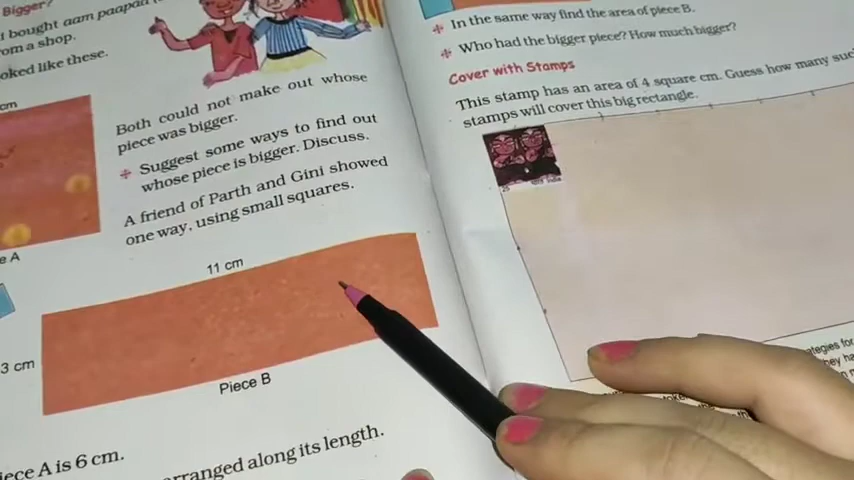 Bigger?
I bought aam paapad
from a shop.
looked like these.
cm
Both could not make out whose
piece was bigger.
Suggest some ways to find out
whose piece is bigger. Discuss.
A friend of Parth and Gini showed
one way, using small squares.
A
11 cm
3 cm
Piece B
Piece A is 6 cm.
arranged along its length.
In the same way find the area of piece B.
Who had the bigger piece? How much bigger?
Cover with Stamps
This stamp has an area of 4 square cm. Guess how many such
stamps will cover this big rectangle.